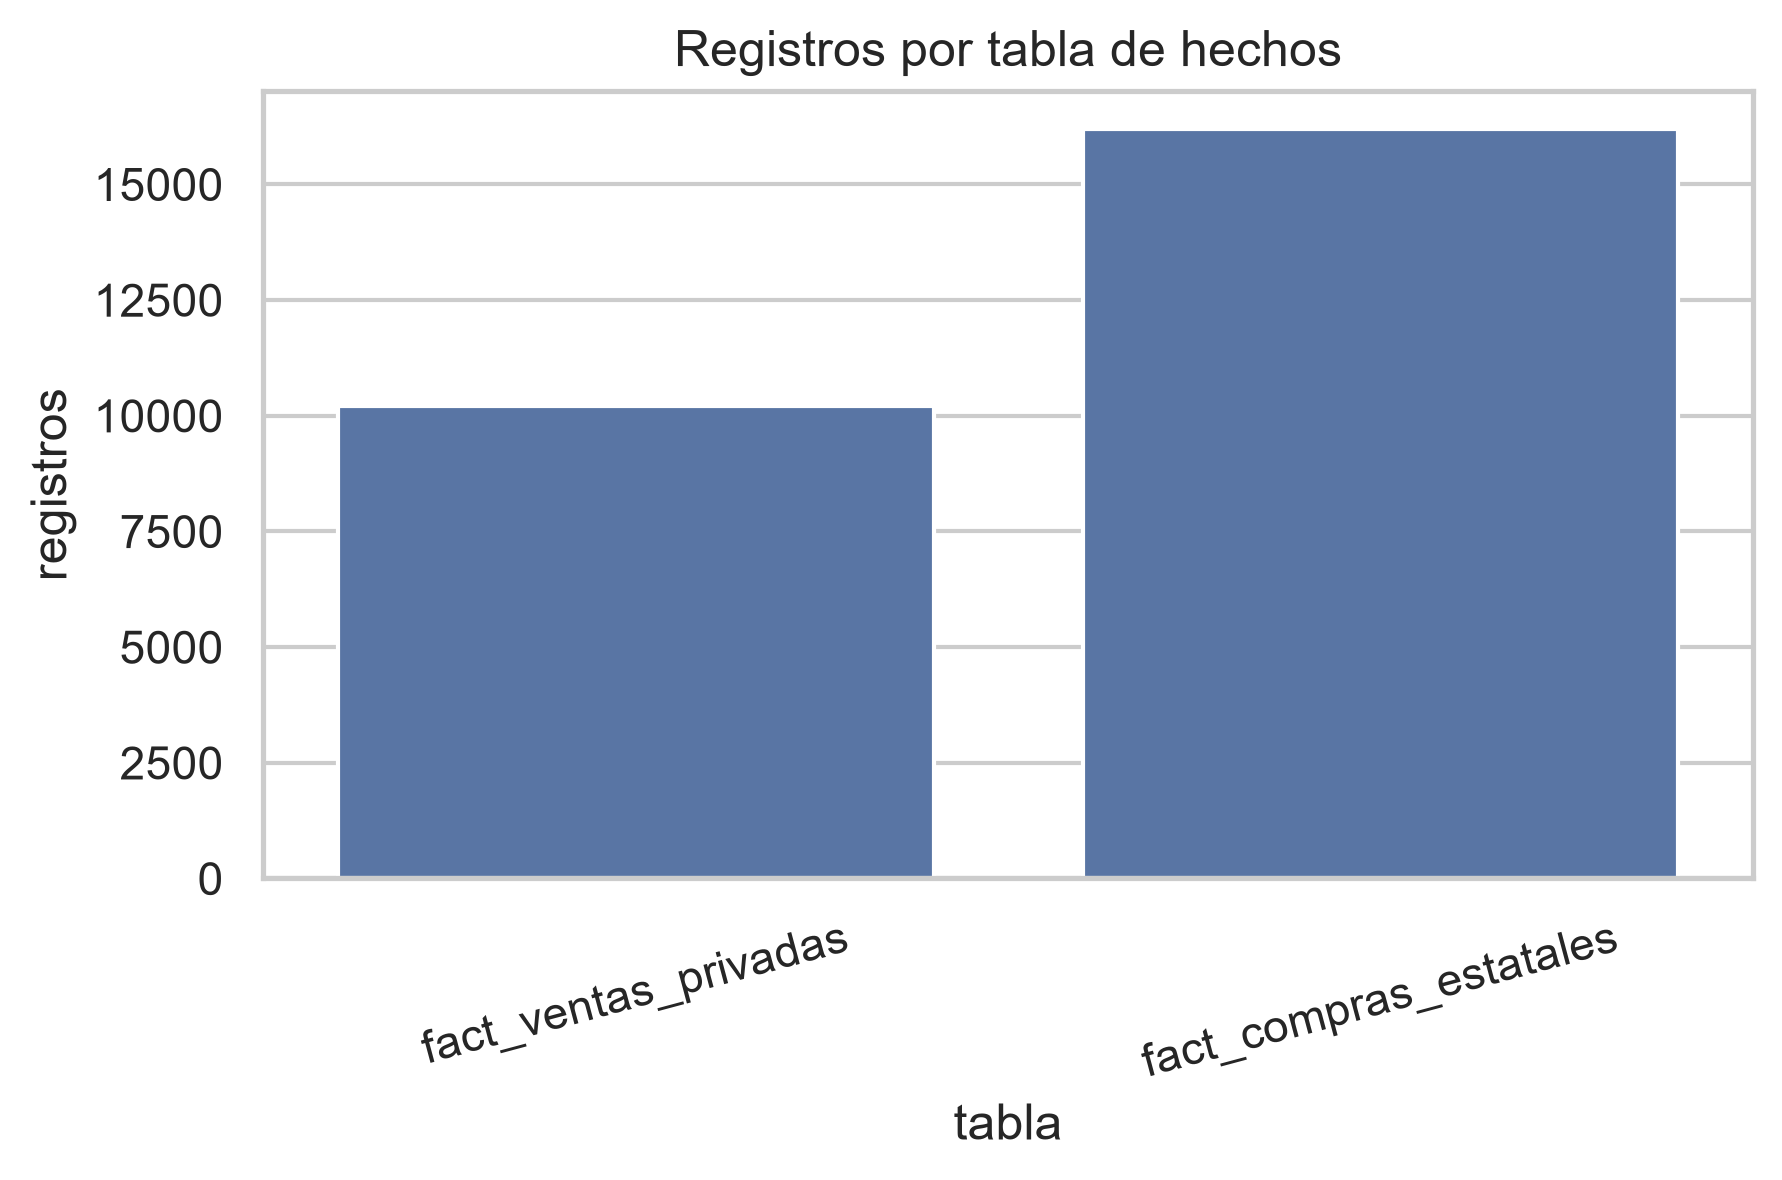 Registros por tabla de hechos
registros
15000
12500
10000
7500
5000
2500
0
fact_ventas_privadas
fact_compras_estatales
tabla